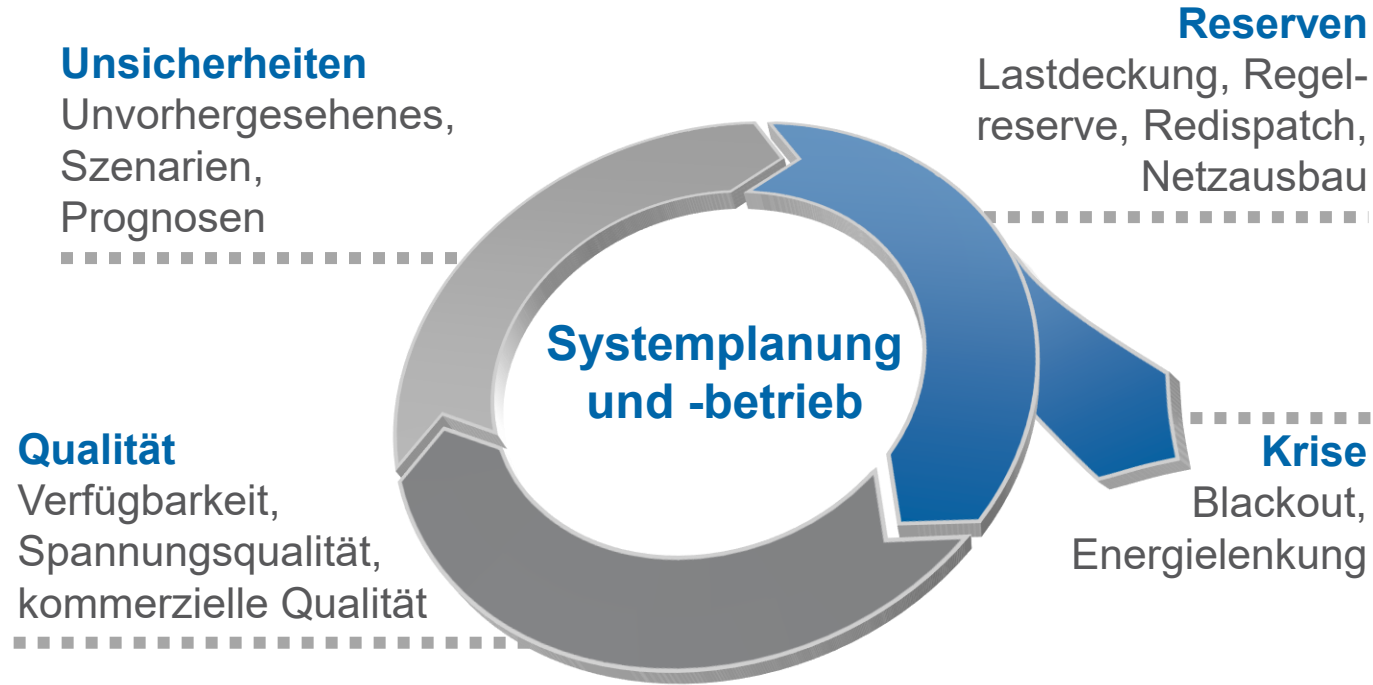 Unsicherheiten
Unvorhergesehenes,
Szenarien,
Prognosen
Reserven
Lastdeckung, Regel-
reserve, Redispatch,
Netzausbau
Systemplanung
und -betrieb
Qualität
Verfügbarkeit,
Spannungsqualität,
kommerzielle Qualität
Krise
Blackout,
Energielenkung